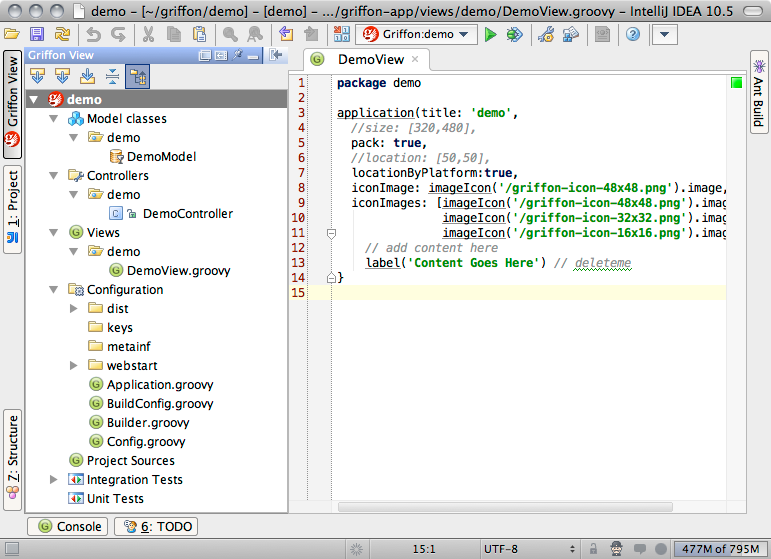 demo - [~/griffon/demo] - [demo] - .../griffon-app/views/demo/DemoView.groovy - IntelliJ IDEA 10.5
Griffon:demo
Griffon View
Griffon View
1: Project
7: Structure
demo
Model classes
demo
DemoModel
Controllers
demo
DemoController
Views
demo
DemoView.groovy
Configuration
dist
keys
metainf
webstart
Application.groovy
BuildConfig.groovy
Builder.groovy
Config.groovy
Project Sources
Integration Tests
Unit Tests
DemoView
1 package demo
2
3 application(title: 'demo',
4 //size: [320,480],
5 pack: true,
6 //location: [50,50],
7 locationByPlatform:true,
8 iconImage: imageIcon('/griffon-icon-48x48.png').image,
9 iconImages: [imageIcon('/griffon-icon-48x48.png').imag
10 imageIcon('/griffon-icon-32x32.png').imag
11 imageIcon('/griffon-icon-16x16.png').imag
12 // add content here
13 label('Content Goes Here') // deleteme
14 }
15
Ant Build
Console
6: TODO
15:1
UTF-8
477M of 795M